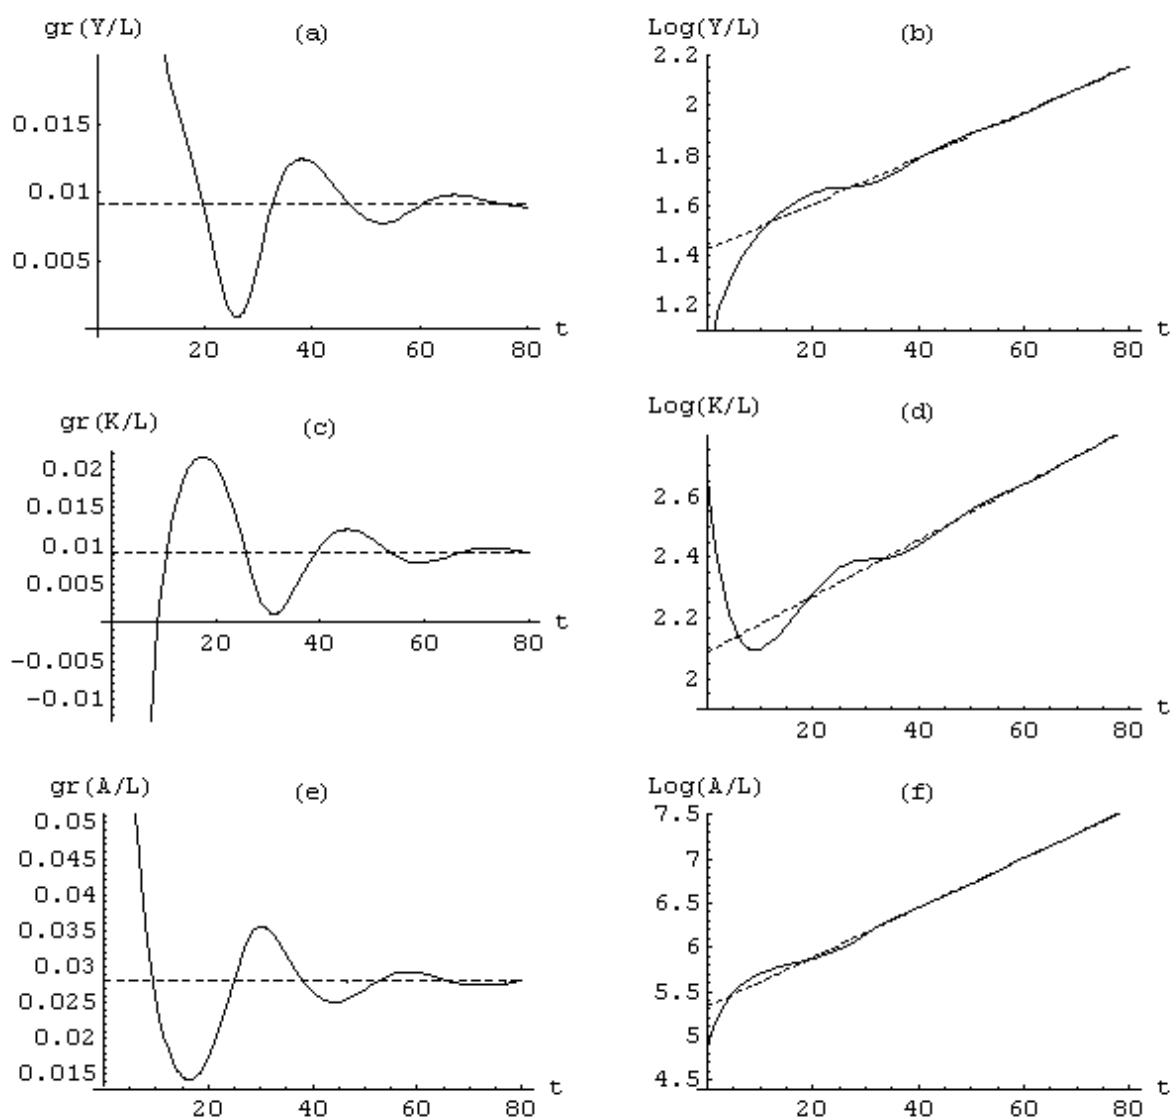 gr(Y/L)
(a)
0.015
0.01
0.005
20 40 60 80 t
Log(Y/L)
(b)
2.2
2
1.8
1.6
1.4
1.2
20 40 60 80 t
gr(K/L)
(c)
0.02
0.015
0.01
0.005
-0.005
-0.01
20 40 60 80 t
Log(K/L)
(d)
2.6
2.4
2.2
2
20 40 60 80 t
gr(A/L)
(e)
0.05
0.045
0.04
0.035
0.03
0.025
0.02
0.015
20 40 60 80 t
Log(A/L)
(f)
7.5
7
6.5
6
5.5
5
4.5
20 40 60 80 t